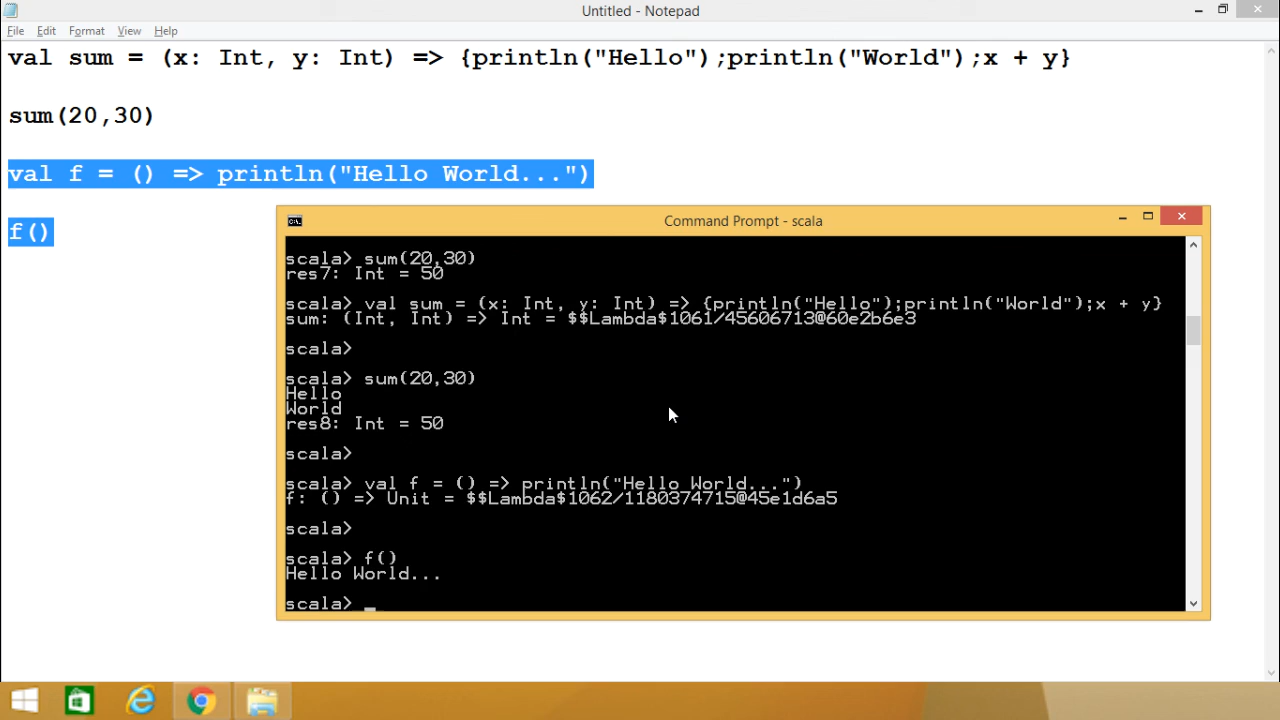 Untitled - Notepad
File Edit Format View Help
val sum = (x: Int, y: Int) => {println("Hello");println("World");x + y}
sum(20,30)
val f = () => println("Hello World...")
f()
Command Prompt - scala
scala> sum(20,30)
res7: Int = 50
scala> val sum = (x: Int, y: Int) => {println("Hello");println("World");x + y}
sum: (Int, Int) => Int = $$Lambda$1061/45606713@60e2b6e3
scala>
scala> sum(20,30)
Hello
World
res8: Int = 50
scala>
scala> val f = () => println("Hello World...")
f: () => Unit = $$Lambda$1062/1180374715@45e1d6a5
scala>
scala> f()
Hello World...
scala> _